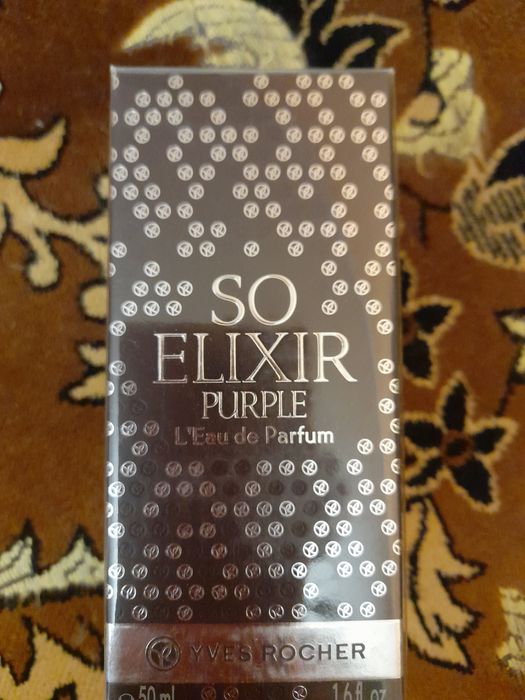 SO
ELIXIR
PURPLE
L'Eau de Parfum
YVES ROCHER
50 ml 1.6 fl. oz